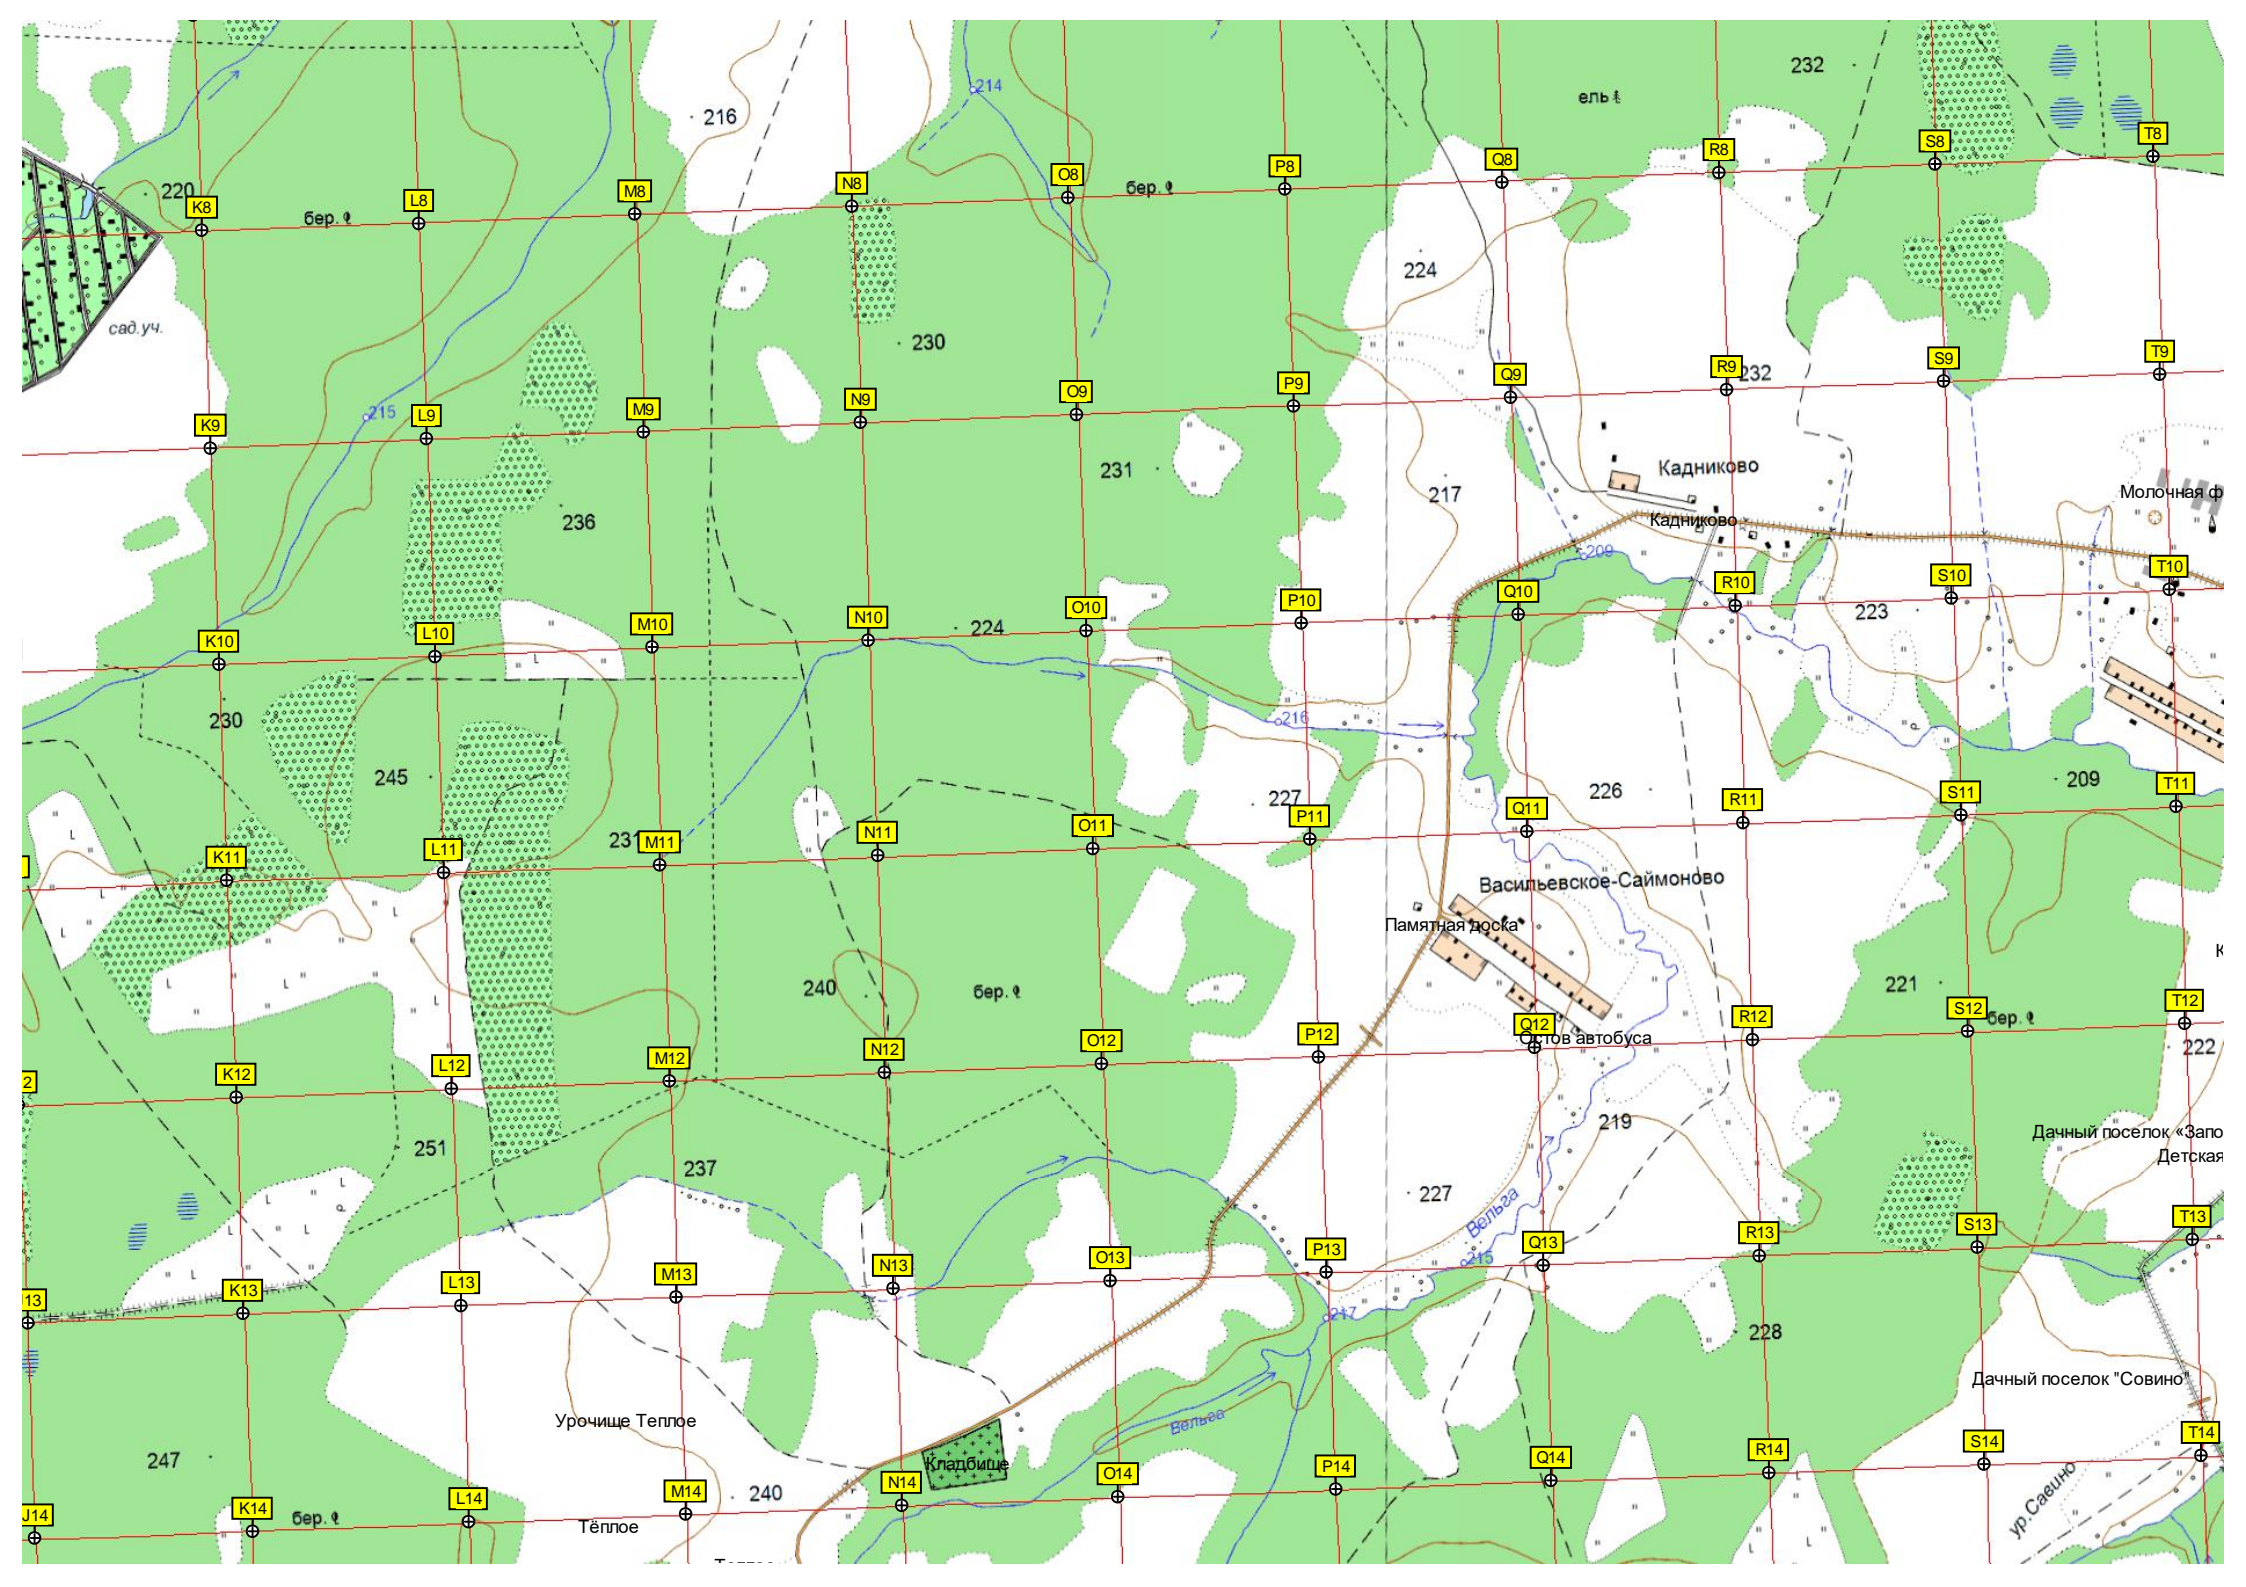 232
ель
214
216
T8
S8
R8
Q8
P8
O8
N8
M8
L8
K8
220
бер.
бер.
224
сад.уч.
230
232
T9
S9
R9
Q9
P9
O9
N9
M9
L9
K9
215
231
Кадниково
217
236
Молочная ф
Кадниково
209
T10
S10
R10
Q10
P10
O10
N10
M10
L10
K10
223
224
230
216
245
209
226
227
T11
S11
R11
Q11
P11
O11
N11
M11
L11
K11
231
Васильевское-Саймоново
Памятная доска
К
221
240
бер.
T12
S12
R12
Q12
P12
O12
N12
M12
L12
K12
2
бер.
Остов автобуса
222
219
251
Дачный поселок «Запо
Детская
237
227
Вельга
T13
S13
R13
Q13
P13
O13
N13
M13
L13
K13
13
215
217
228
Дачный поселок "Совино"
Урочище Теплое
Вельга
247
Кладбище
T14
S14
R14
Q14
P14
O14
N14
M14
L14
K14
J14
240
бер.
Тёплое
ур.Савино